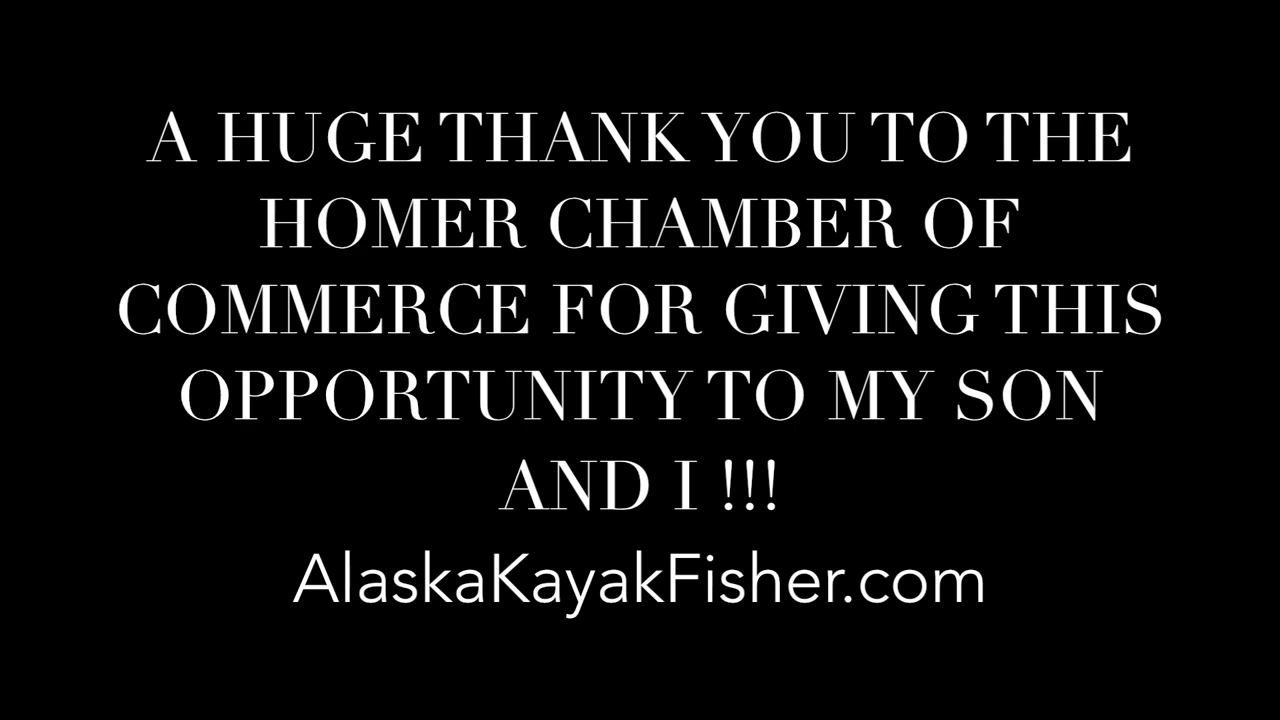 A HUGE THANK YOU TO THE
HOMER CHAMBER OF
COMMERCE FOR GIVING THIS
OPPORTUNITY TO MY SON
AND I !!!
AlaskaKayakFisher.com